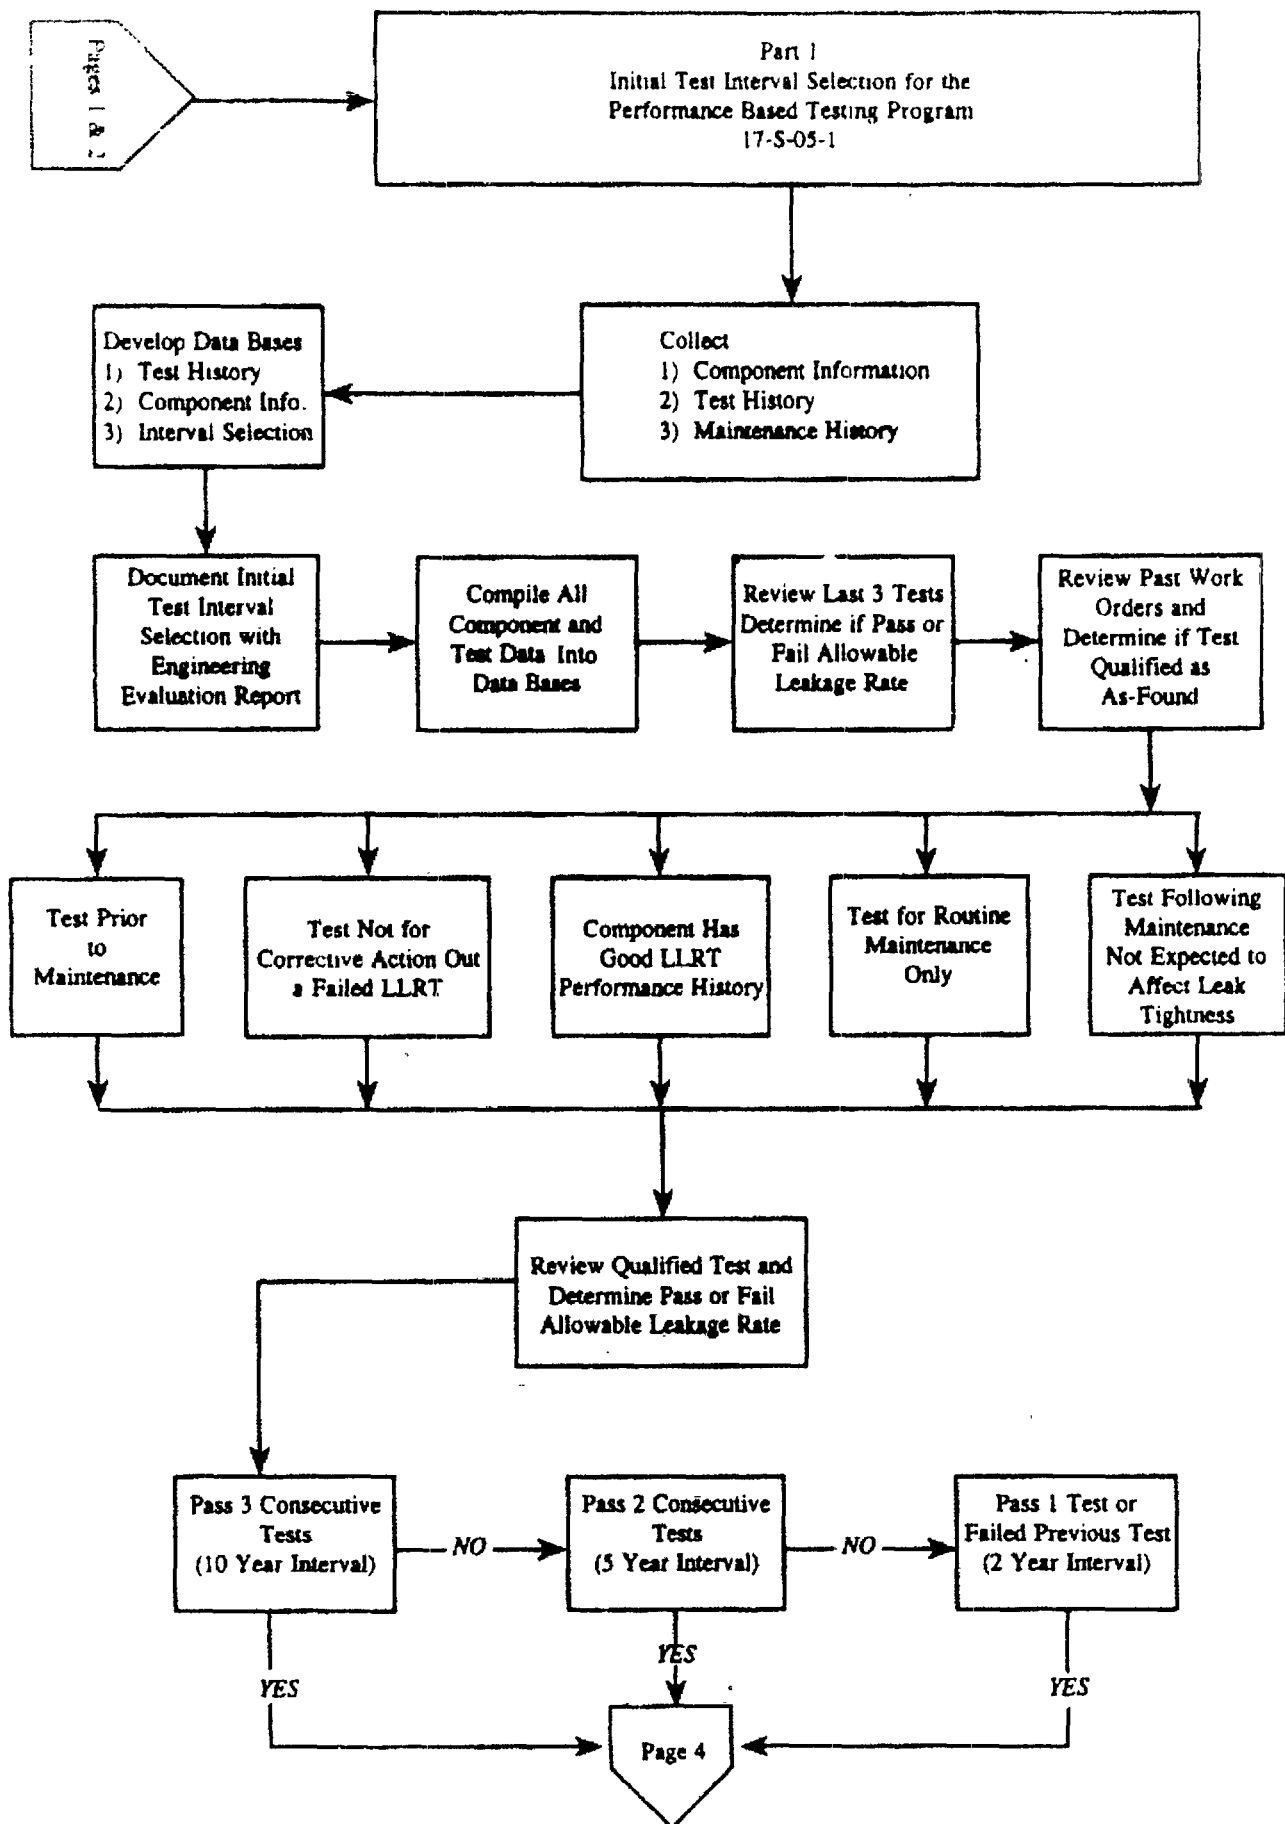 Pages 1 & 2
Part 1
Initial Test Interval Selection for the
Performance Based Testing Program
17-S-05-1
Develop Data Bases
1) Test History
2) Component Info.
3) Interval Selection
Collect
1) Component Information
2) Test History
3) Maintenance History
Document Initial
Test Interval
Selection with
Engineering
Evaluation Report
Compile All
Component and
Test Data Into
Data Bases
Review Last 3 Tests
Determine if Pass or
Fail Allowable
Leakage Rate
Review Past Work
Orders and
Determine if Test
Qualified as
As-Found
Test Prior
to
Maintenance
Test Not for
Corrective Action Out
a Failed LLRT
Component Has
Good LLRT
Performance History
Test for Routine
Maintenance
Only
Test Following
Maintenance
Not Expected to
Affect Leak
Tightness
Review Qualified Test and
Determine Pass or Fail
Allowable Leakage Rate
Pass 3 Consecutive
Tests
(10 Year Interval)
NO
Pass 2 Consecutive
Tests
(5 Year Interval)
NO
Pass 1 Test or
Failed Previous Test
(2 Year Interval)
YES
YES
YES
Page 4